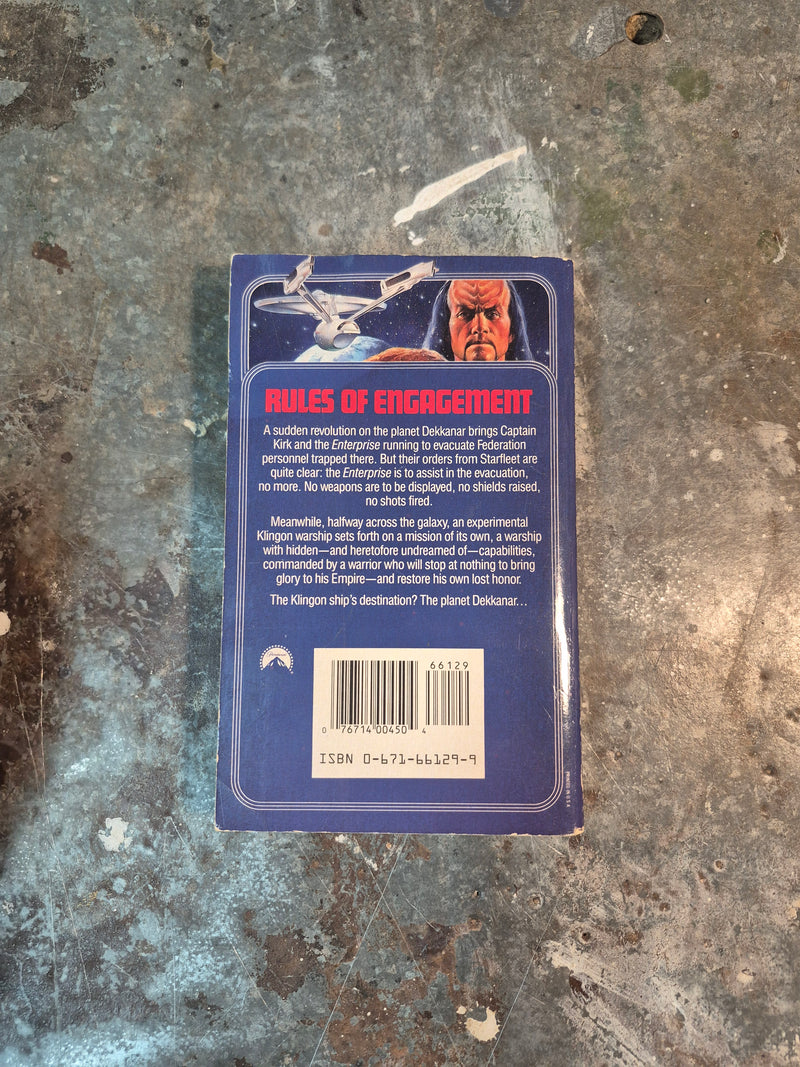 RULES OF ENGAGEMENT
A sudden revolution on the planet Dekkanar brings Captain
Kirk and the Enterprise running to evacuate Federation
personnel trapped there. But their orders from Starfleet are
quite clear: the Enterprise is to assist in the evacuation,
no more. No weapons are to be displayed, no shields raised,
no shots fired.
Meanwhile, halfway across the galaxy, an experimental
Klingon warship sets forth on a mission of its own, a warship
with hidden—and heretofore undreamed of—capabilities,
commanded by a warrior who will stop at nothing to bring
glory to his Empire—and restore his own lost honor.
The Klingon ship's destination? The planet Dekkanar...
Paramount
66129
0 76714 00450 4
ISBN 0-671-66129-9
PRINTED IN U.S.A.